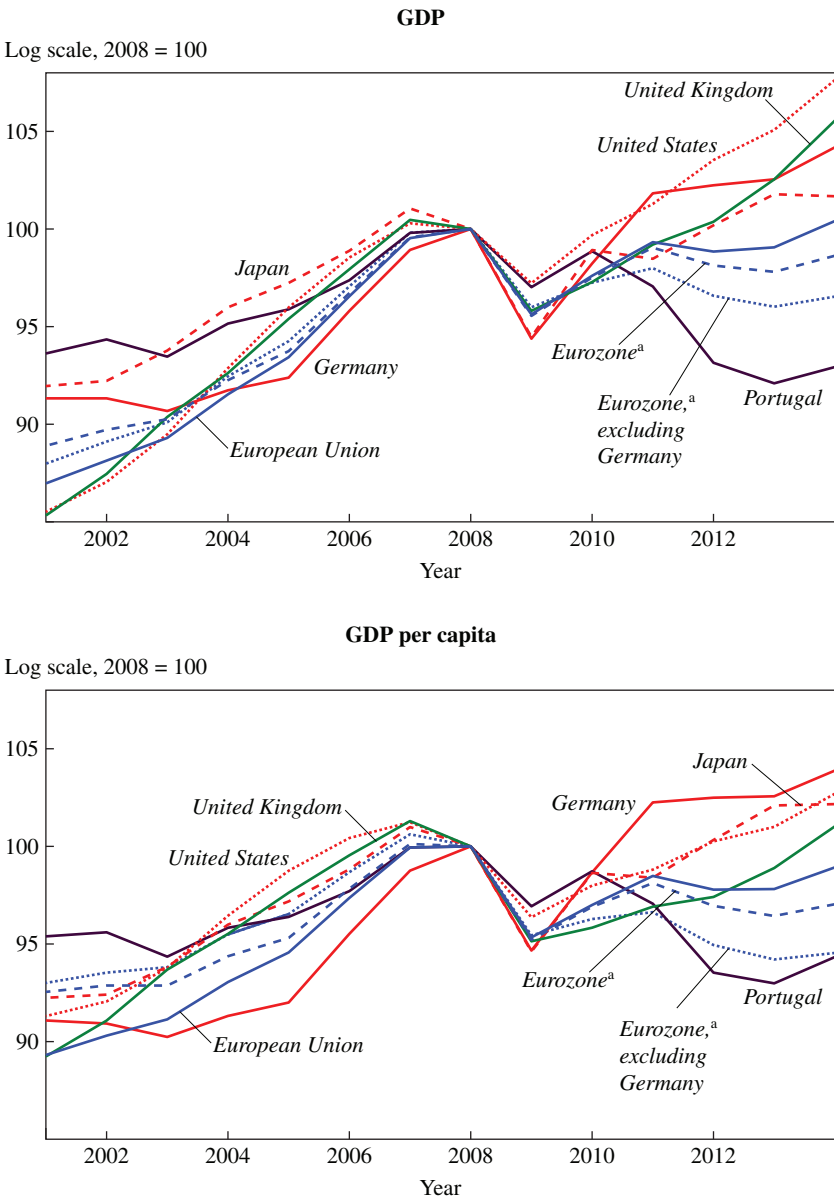 GDP
Log scale, 2008 = 100
United Kingdom
105
United States
100
Japan
95
Germany
Eurozoneᵃ
Eurozone,ᵃ
excluding
Germany
Portugal
90
European Union
2002 2004 2006 2008 2010 2012
Year
GDP per capita
Log scale, 2008 = 100
105
Japan
Germany
United Kingdom
United States
100
95
Eurozoneᵃ
Portugal
Eurozone,ᵃ
excluding
Germany
90
European Union
2002 2004 2006 2008 2010 2012
Year